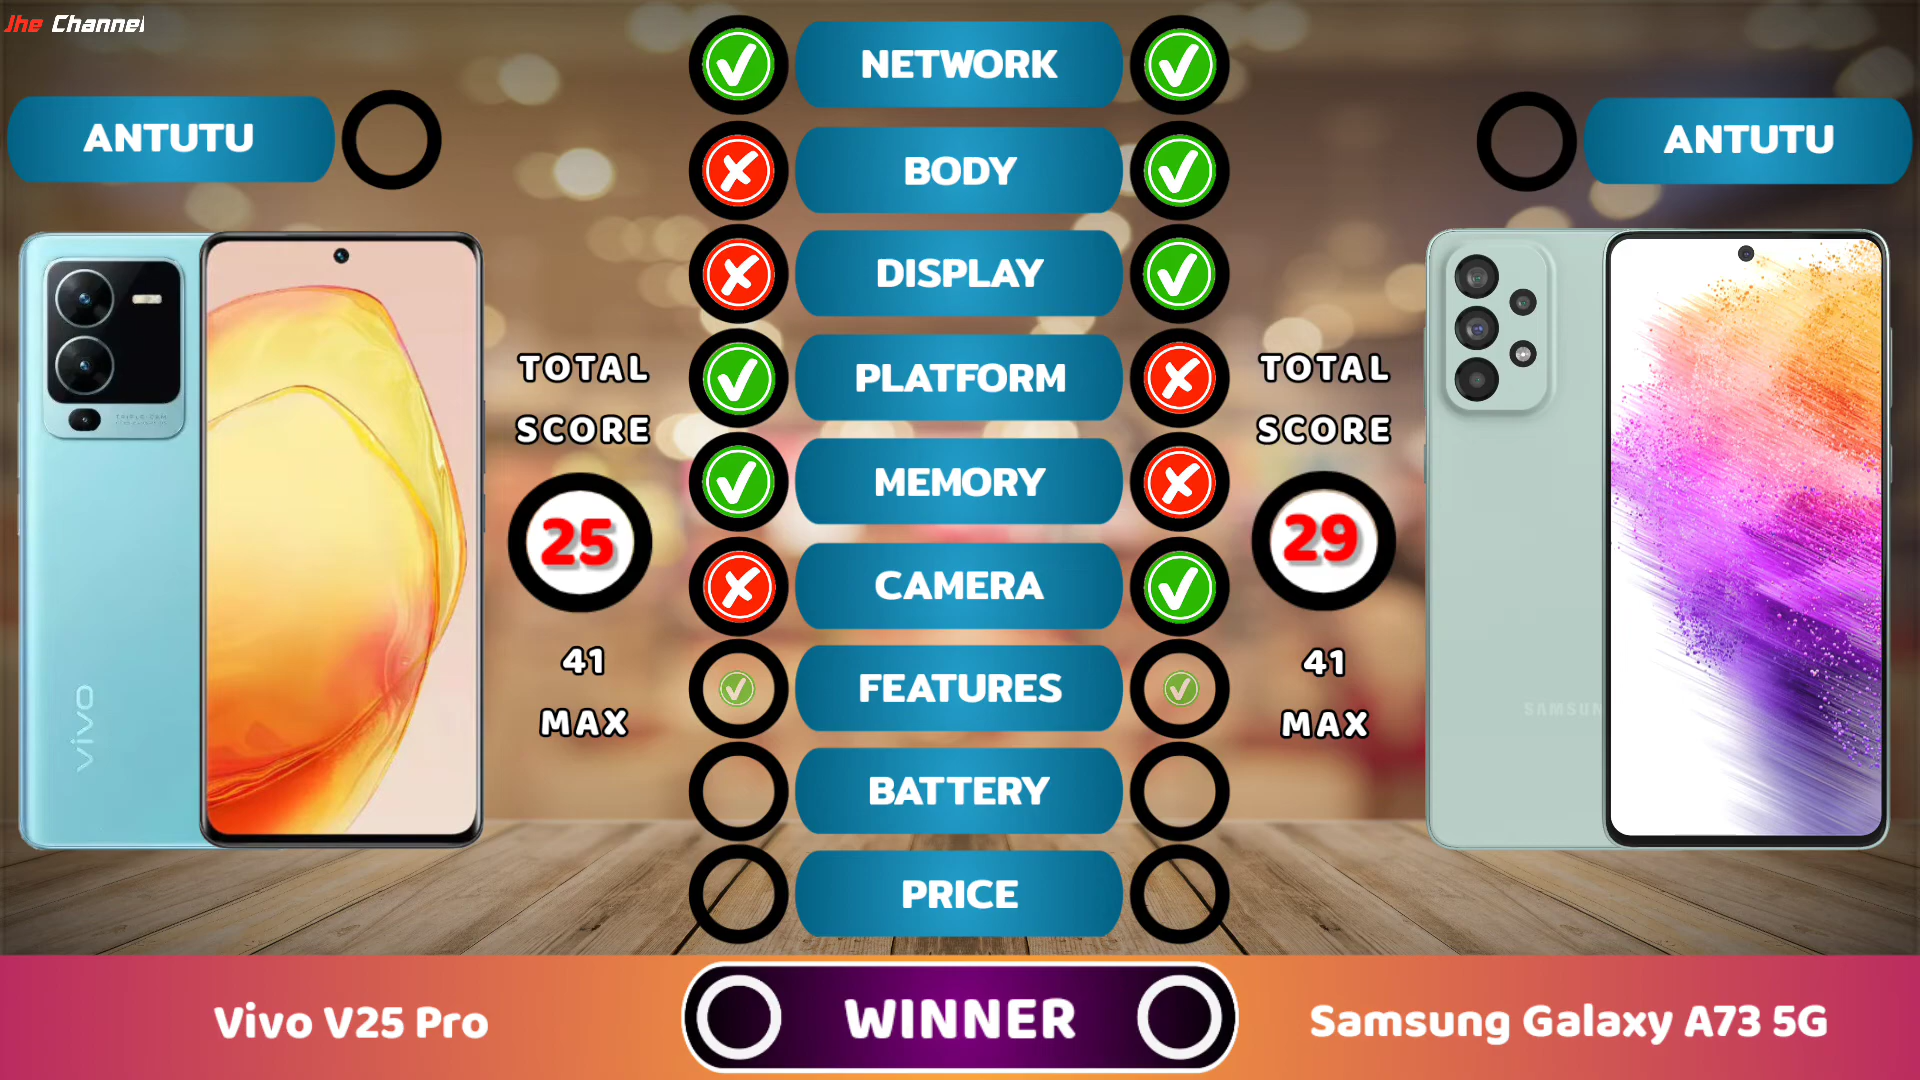 Jhe Channel
ANTUTU
NETWORK
BODY
DISPLAY
PLATFORM
MEMORY
CAMERA
FEATURES
BATTERY
PRICE
ANTUTU
TOTAL
SCORE
25
41
MAX
TOTAL
SCORE
29
41
MAX
vivo
SAMSUN
Vivo V25 Pro
WINNER
Samsung Galaxy A73 5G